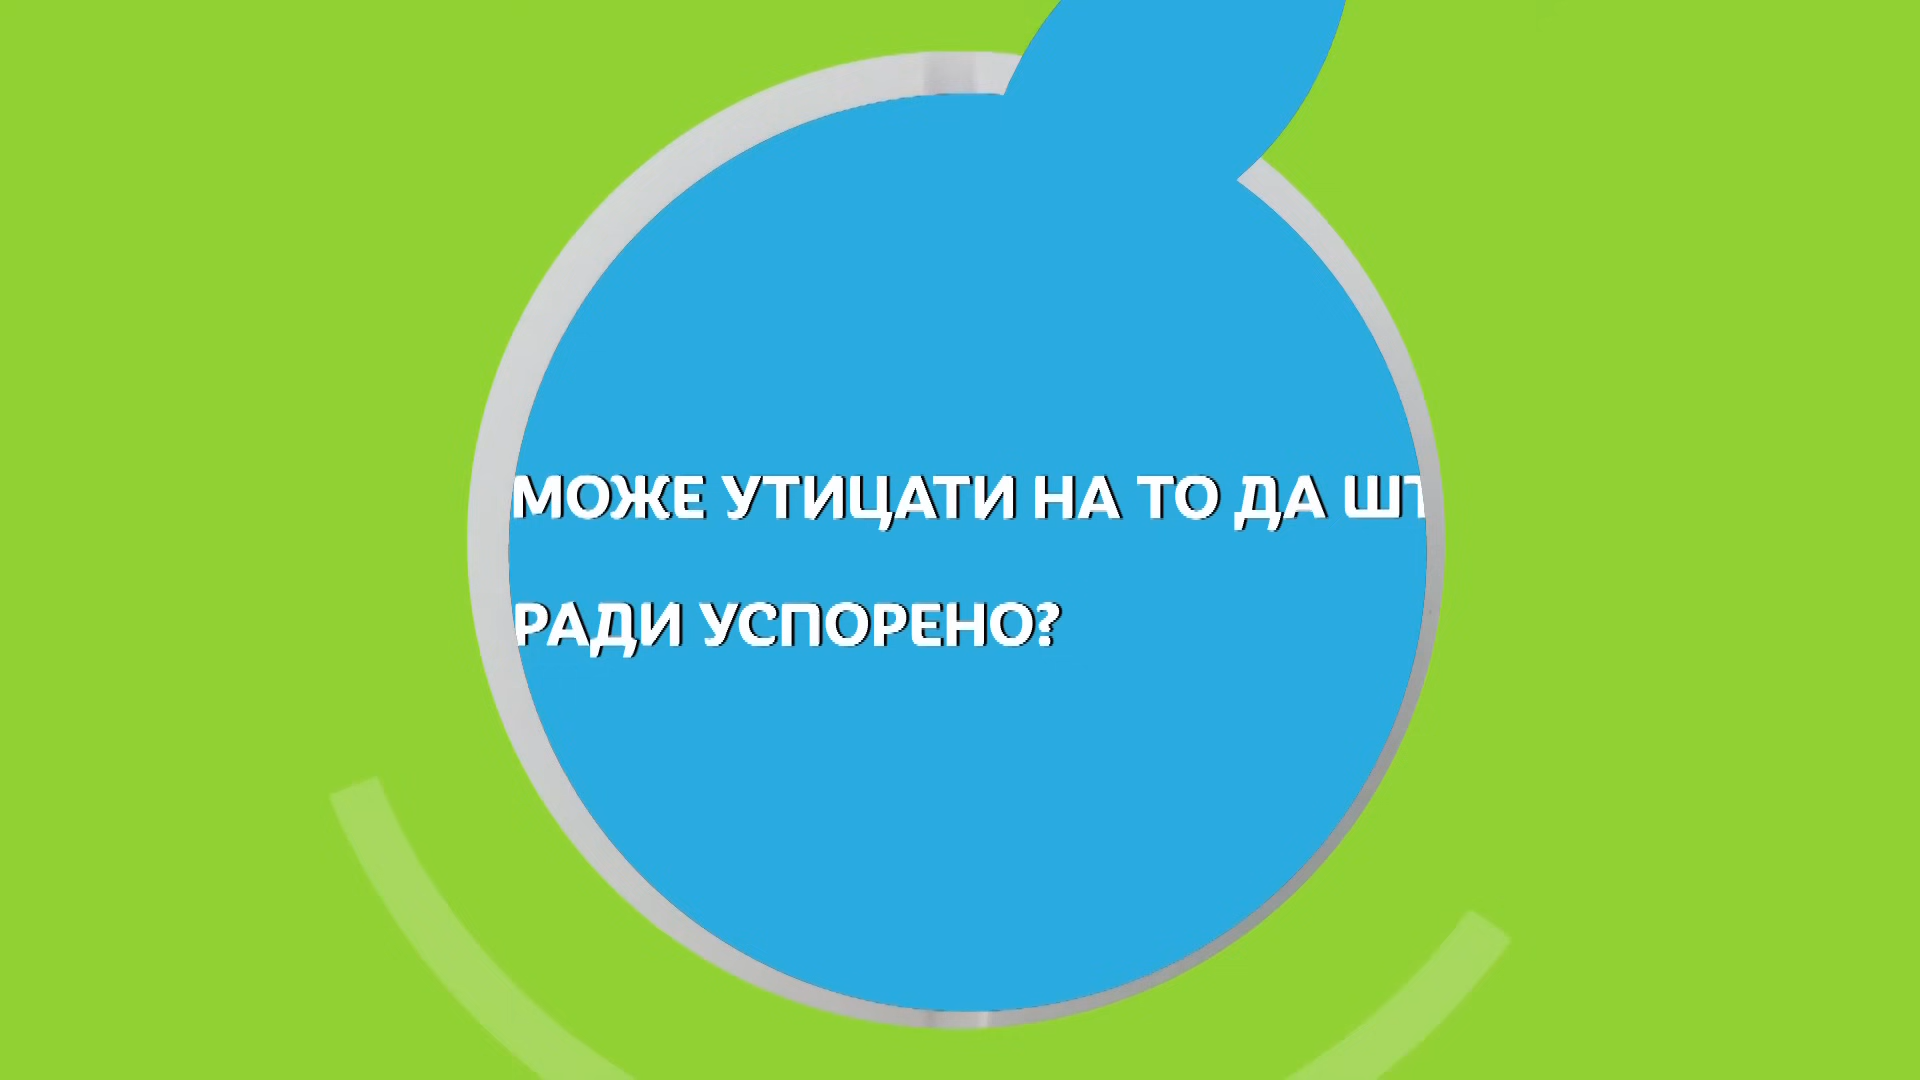 МОЖЕ УТИЦАТИ НА ТО ДА
РАДИ УСПОРЕНО?